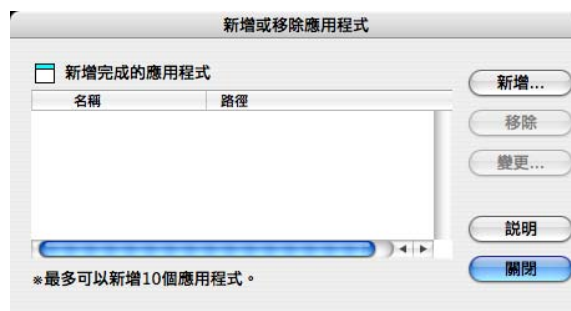 新增或移除應用程式
新增完成的應用程式
名稱 路徑
新增...
移除
變更...
説明
關閉
※最多可以新增10個應用程式。